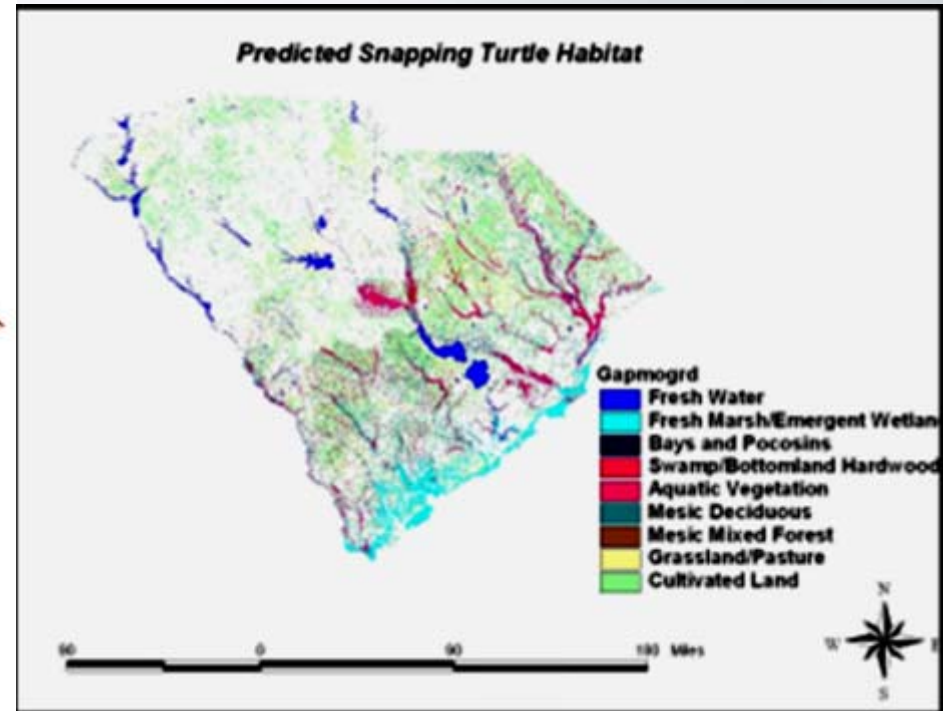 Predicted Snapping Turtle Habitat
Gapmogrd
Fresh Water
Fresh Marsh/Emergent Wetlan
Bays and Pocosins
Swamp/Bottomland Hardwood
Aquatic Vegetation
Mesic Deciduous
Mesic Mixed Forest
Grassland/Pasture
Cultivated Land
N
W E
S
90 0 90 180 Miles